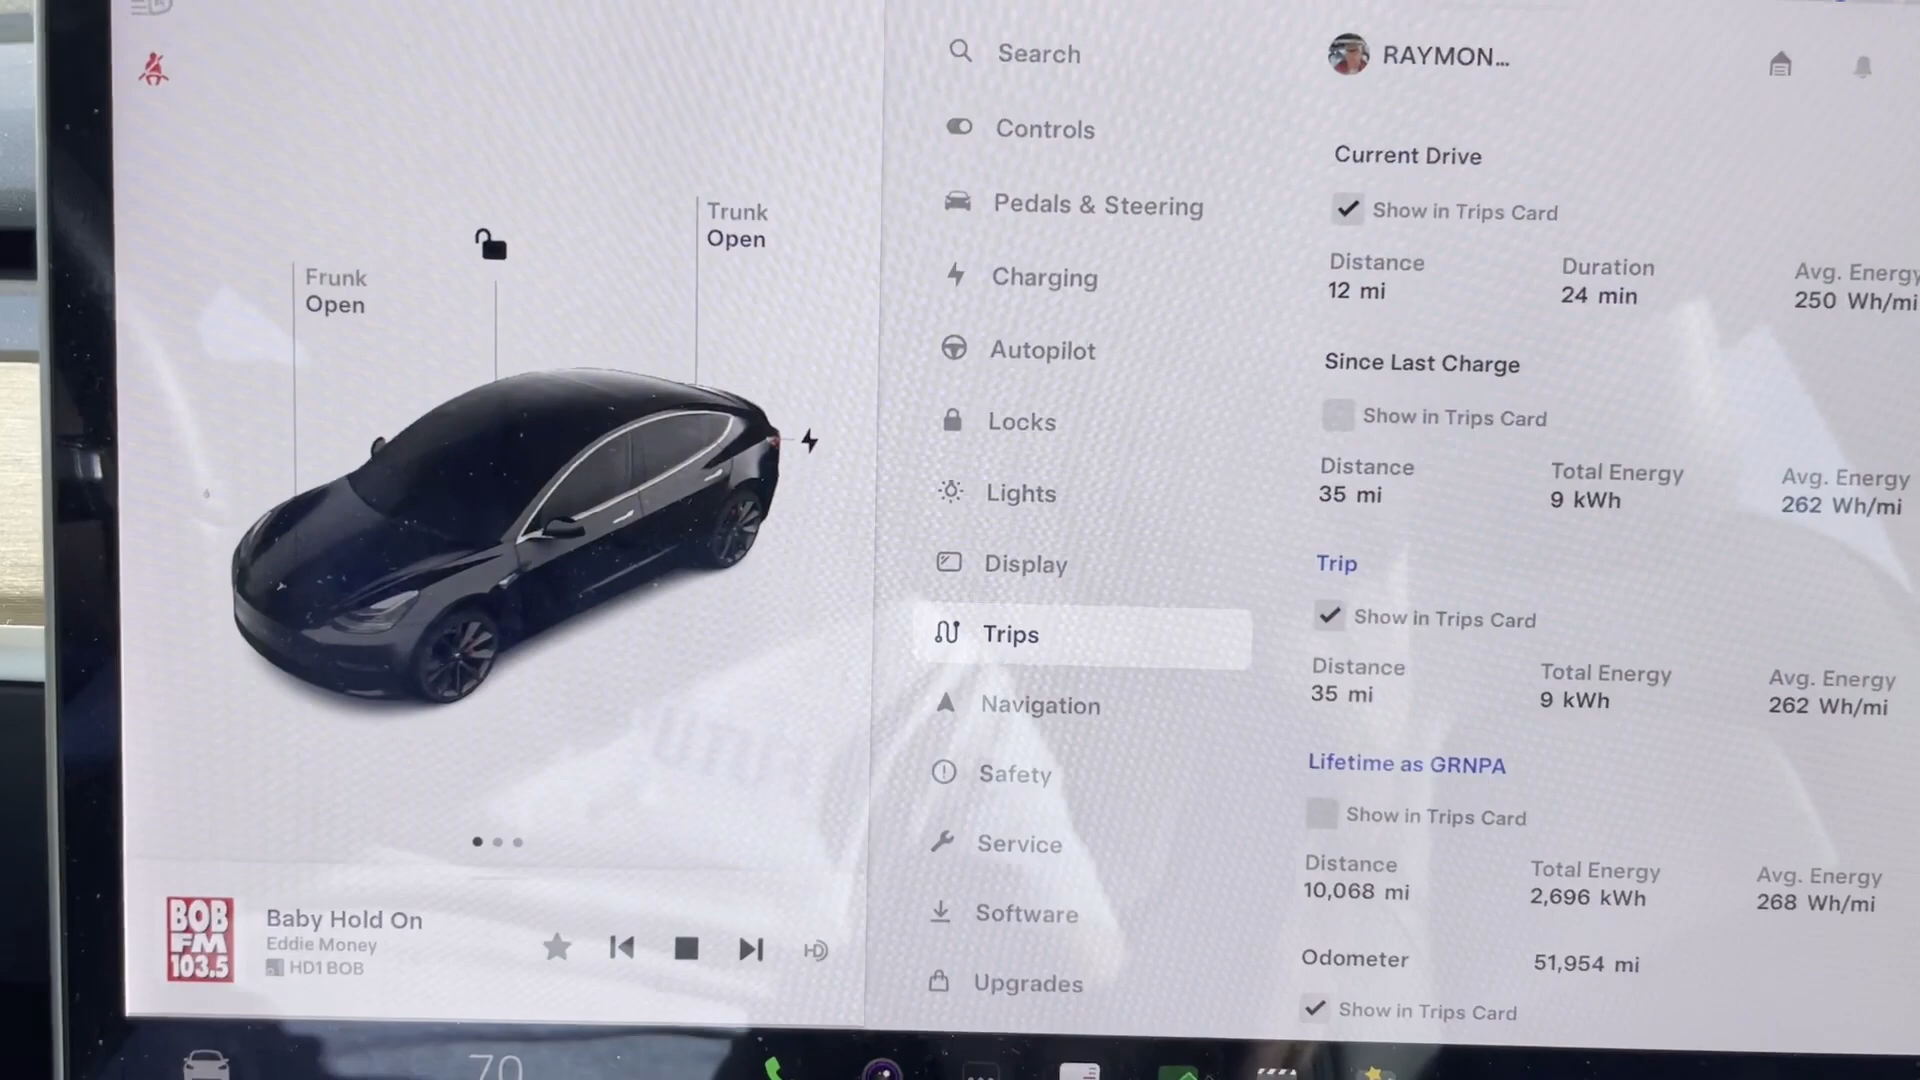 Search
Controls
Pedals & Steering
Charging
Autopilot
Locks
Lights
Display
Trips
Navigation
Safety
Service
Software
Upgrades
Frunk
Open
Trunk
Open
BOB
FM
103.5
Baby Hold On
Eddie Money
HD1 BOB
HD
70
RAYMON...
Current Drive
Show in Trips Card
Distance Duration Avg. Energy
12 mi 24 min 250 Wh/mi
Since Last Charge
Show in Trips Card
Distance Total Energy Avg. Energy
35 mi 9 kWh 262 Wh/mi
Trip
Show in Trips Card
Distance Total Energy Avg. Energy
35 mi 9 kWh 262 Wh/mi
Lifetime as GRNPA
Show in Trips Card
Distance Total Energy Avg. Energy
10,068 mi 2,696 kWh 268 Wh/mi
Odometer 51,954 mi
Show in Trips Card